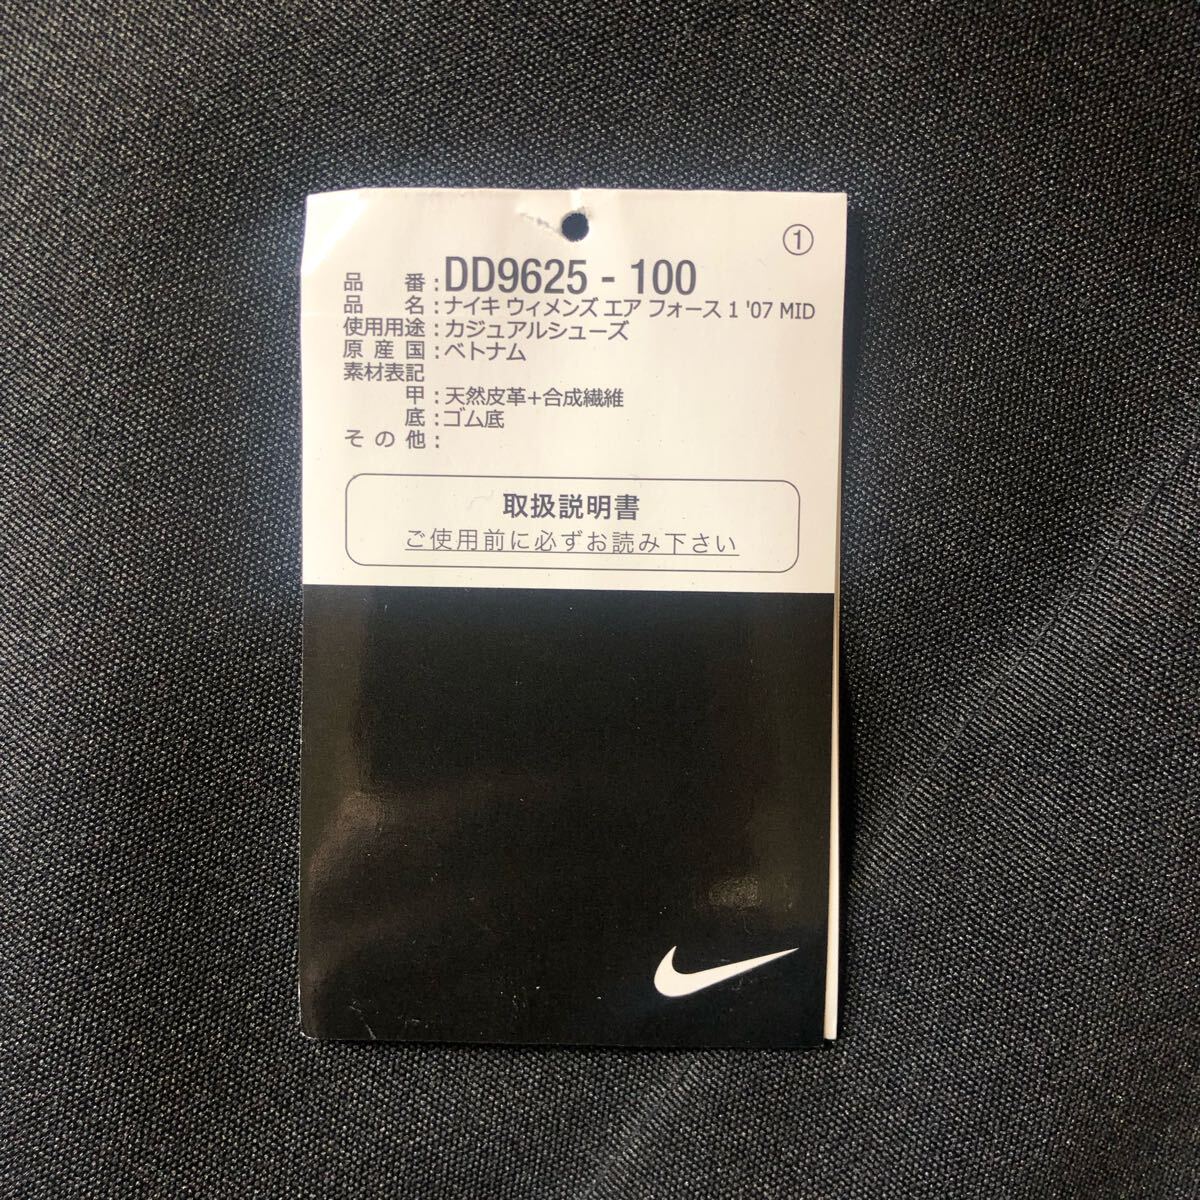 ①
品番:DD9625 - 100
品名:ナイキ ウィメンズ エア フォース 1 '07 MID
使用用途:カジュアルシューズ
原産国:ベトナム
素材表記
甲:天然皮革+合成繊維
底:ゴム底
その他:
取扱説明書
ご使用前に必ずお読み下さい